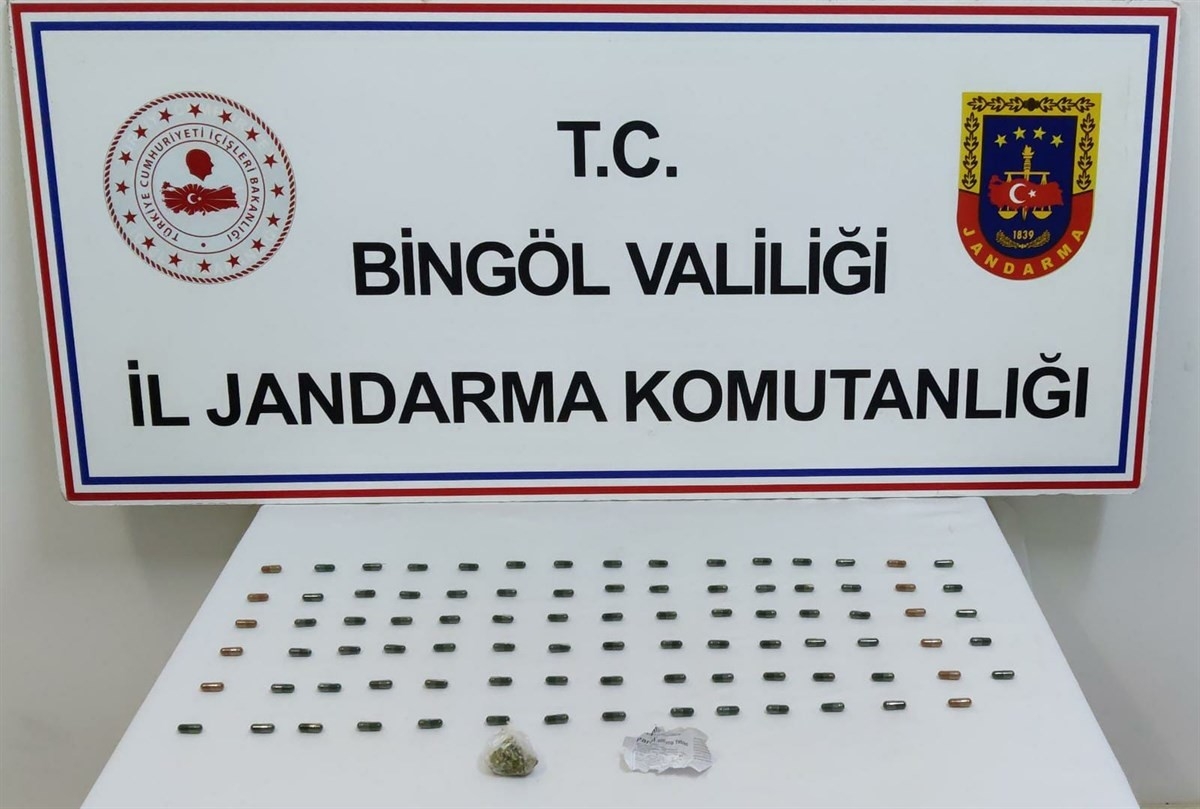 T.C.
BİNGÖL VALİLİĞİ
İL JANDARMA KOMUTANLIĞI
TÜRKİYE CUMHURİYETİ İÇİŞLERİ BAKANLIĞI
1839
JANDARMA